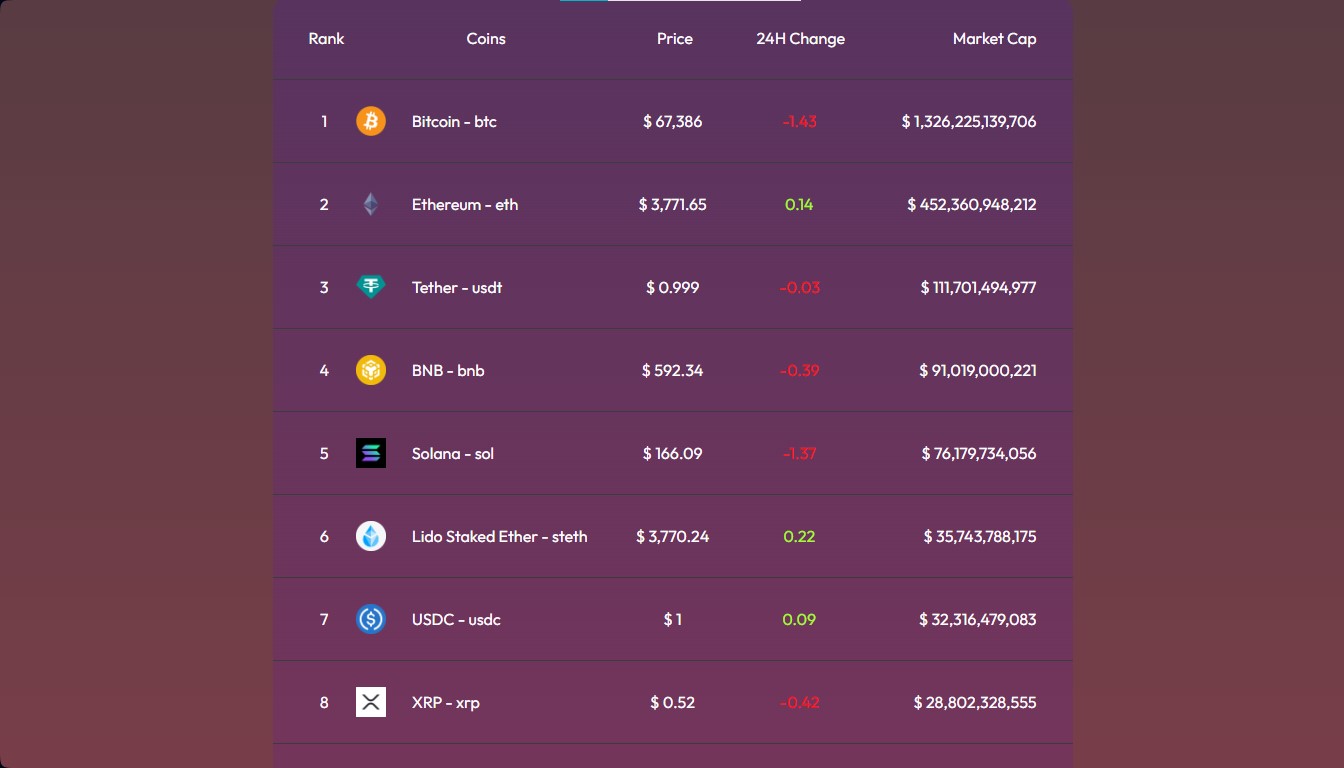 Rank Coins Price 24H Change Market Cap
1 Bitcoin - btc $ 67,386 -1.43 $ 1,326,225,139,706
2 Ethereum - eth $ 3,771.65 0.14 $ 452,360,948,212
3 Tether - usdt $ 0.999 -0.03 $ 111,701,494,977
4 BNB - bnb $ 592.34 -0.39 $ 91,019,000,221
5 Solana - sol $ 166.09 -1.37 $ 76,179,734,056
6 Lido Staked Ether - steth $ 3,770.24 0.22 $ 35,743,788,175
7 USDC - usdc $ 1 0.09 $ 32,316,479,083
8 XRP - xrp $ 0.52 -0.42 $ 28,802,328,555